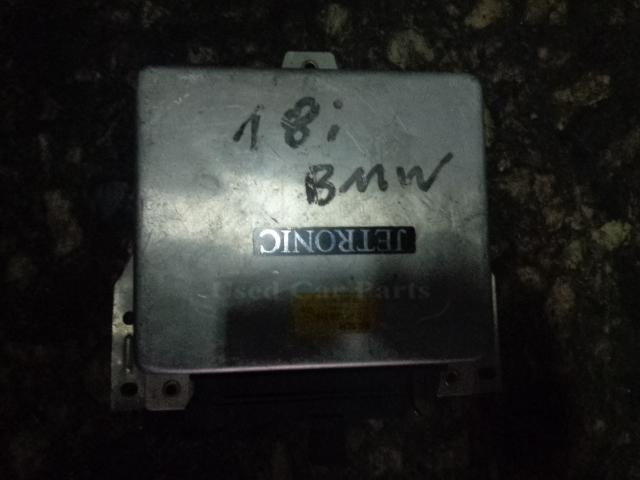 18i
BMW
JETRONIC
Used Car Parts